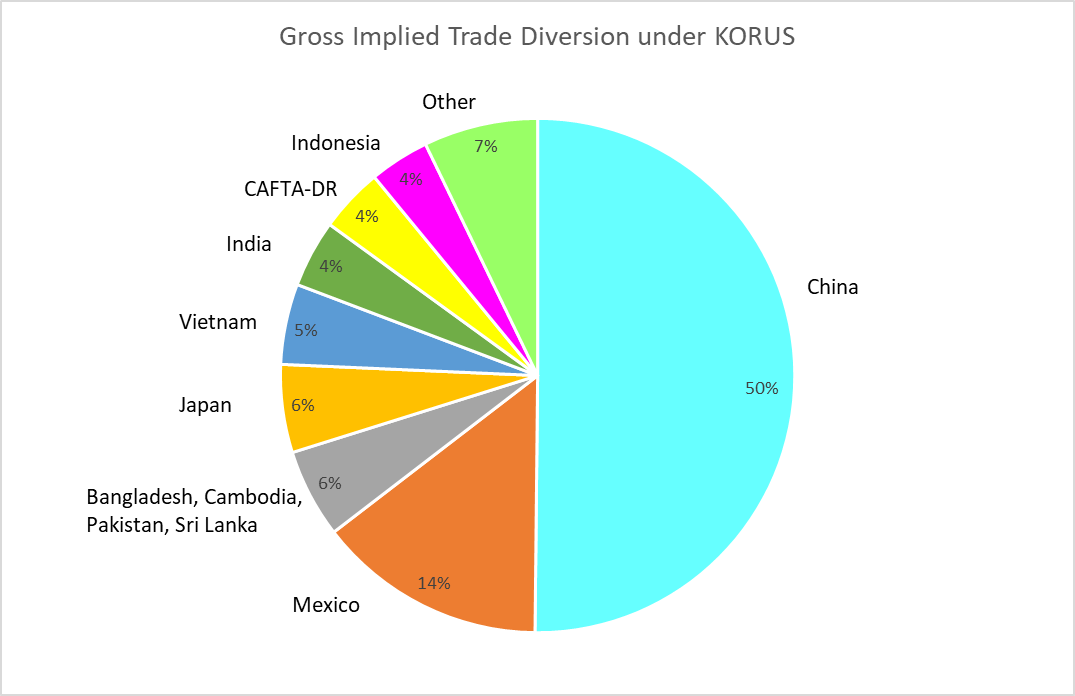 Gross Implied Trade Diversion under KORUS
Other
7%
Indonesia
4%
CAFTA-DR
4%
India
4%
China
50%
Vietnam
5%
Japan
6%
Bangladesh, Cambodia,
Pakistan, Sri Lanka
6%
Mexico
14%